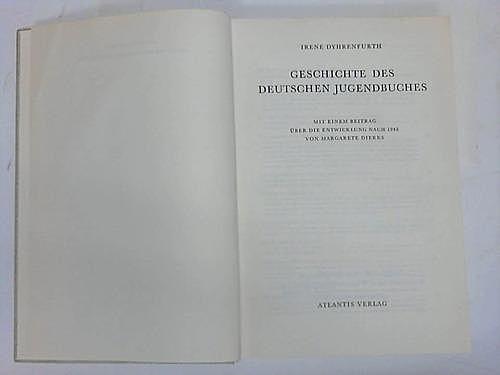 IRENE DYHRENFURTH
GESCHICHTE DES
DEUTSCHEN JUGENDBUCHES
MIT EINEM BEITRAG
ÜBER DIE ENTWICKLUNG NACH 1945
VON MARGARETE DIERKS
ATLANTIS VERLAG